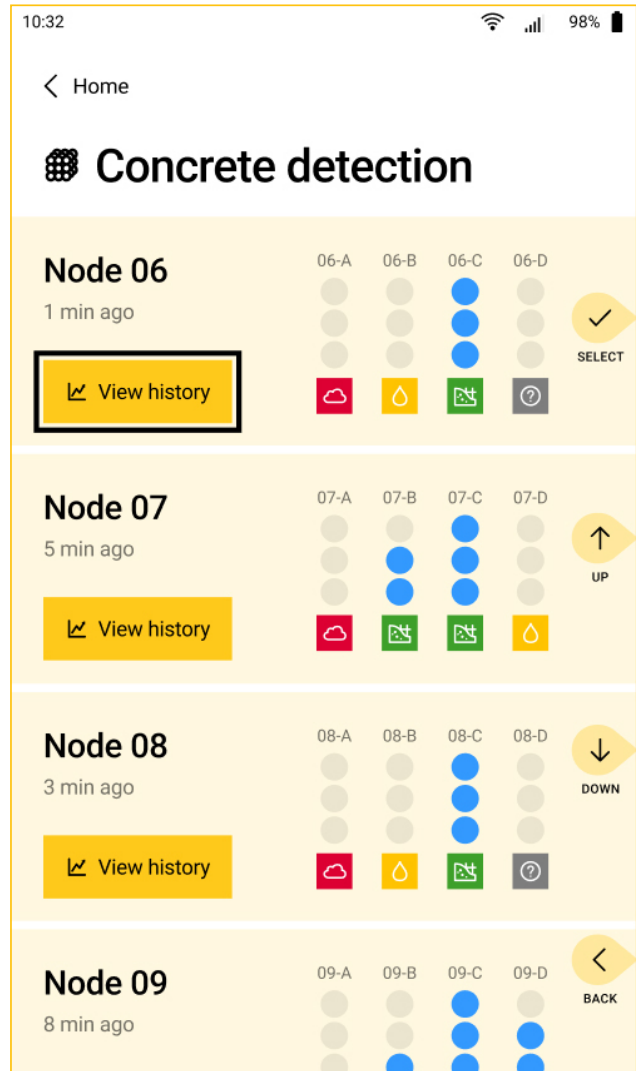 10:32 98%
Home
Concrete detection
Node 06
1 min ago
View history
06-A 06-B 06-C 06-D
SELECT
Node 07
5 min ago
View history
07-A 07-B 07-C 07-D
UP
Node 08
3 min ago
View history
08-A 08-B 08-C 08-D
DOWN
Node 09
8 min ago
09-A 09-B 09-C 09-D
BACK